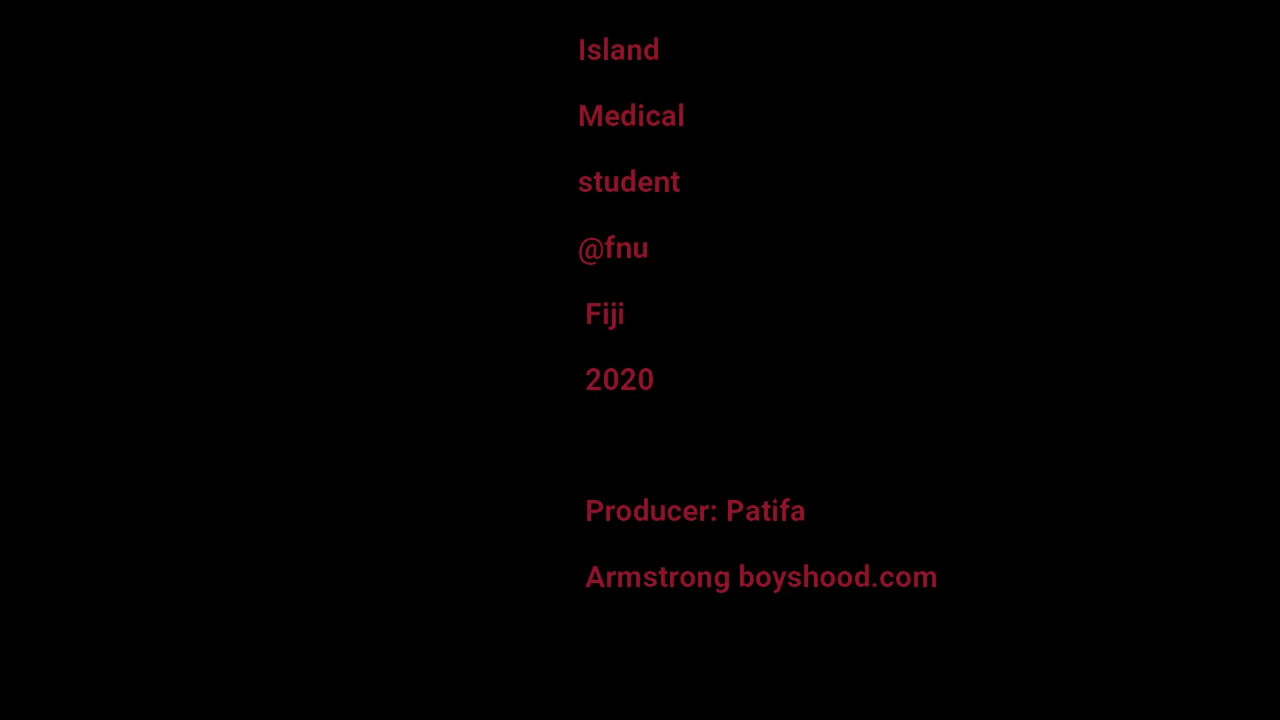 Island
Medical
student
@fnu
Fiji
2020
Producer: Patifa
Armstrong boyshood.com